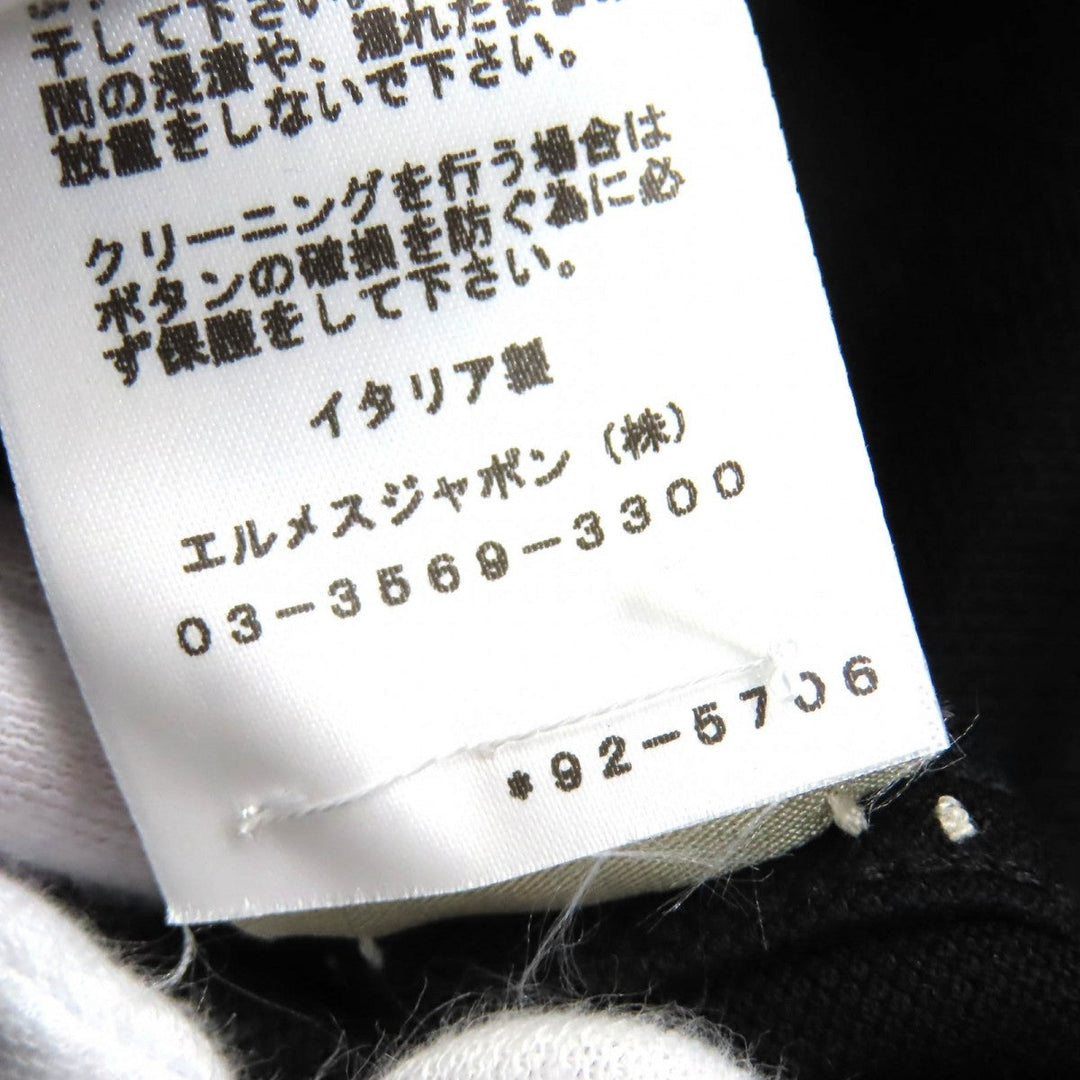 干して下さい。
間の浸漬や、濡れたまま
放置をしないで下さい。
クリーニングを行う場合は
ボタンの破損を防ぐ為に必
ず保護をして下さい。
イタリア製
エルメスジャポン（株）
03-3569-3300
*92-5706